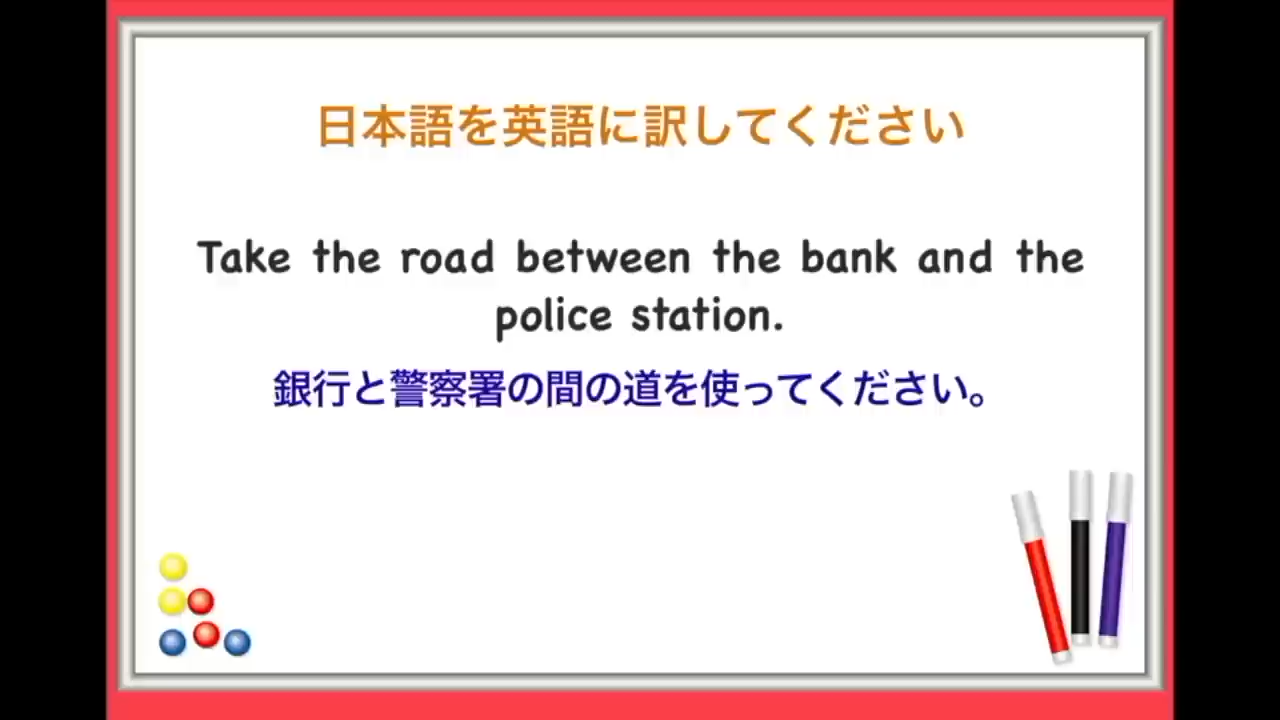 日本語を英語に訳してください
Take the road between the bank and the
police station.
銀行と警察署の間の道を使ってください。